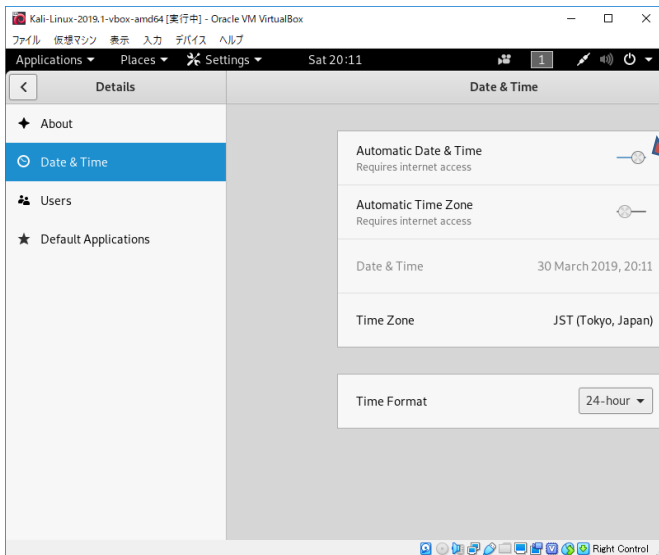 Kali-Linux-2019.1-vbox-amd64 [実行中] - Oracle VM VirtualBox
ファイル 仮想マシン 表示 入力 デバイス ヘルプ
Applications Places Settings Sat 20:11 1
Details Date & Time
About
Date & Time
Users
Default Applications
Automatic Date & Time
Requires internet access
Automatic Time Zone
Requires internet access
Date & Time 30 March 2019, 20:11
Time Zone JST (Tokyo, Japan)
Time Format 24-hour
Right Control